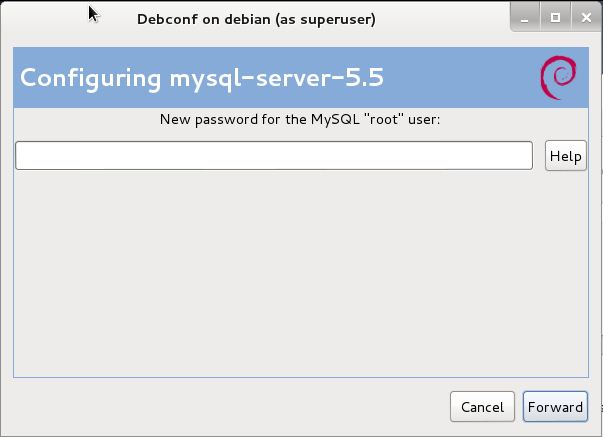 Debconf on debian (as superuser)
Configuring mysql-server-5.5
New password for the MySQL "root" user:
Help
Cancel
Forward